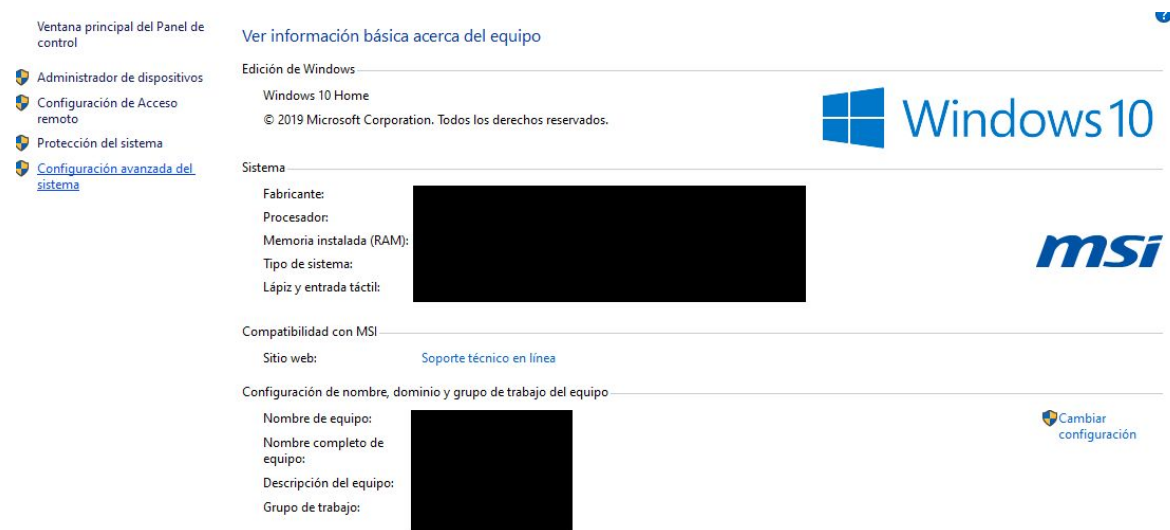 Ventana principal del Panel de
control
Administrador de dispositivos
Configuración de Acceso
remoto
Protección del sistema
Configuración avanzada del
sistema
?
Ver información básica acerca del equipo
Edición de Windows
Windows 10 Home
© 2019 Microsoft Corporation. Todos los derechos reservados.
Windows 10
Sistema
Fabricante:
Procesador:
Memoria instalada (RAM):
Tipo de sistema:
Lápiz y entrada táctil:
msi
Compatibilidad con MSI
Sitio web:
Soporte técnico en línea
Configuración de nombre, dominio y grupo de trabajo del equipo
Nombre de equipo:
Nombre completo de
equipo:
Descripción del equipo:
Grupo de trabajo:
Cambiar
configuración